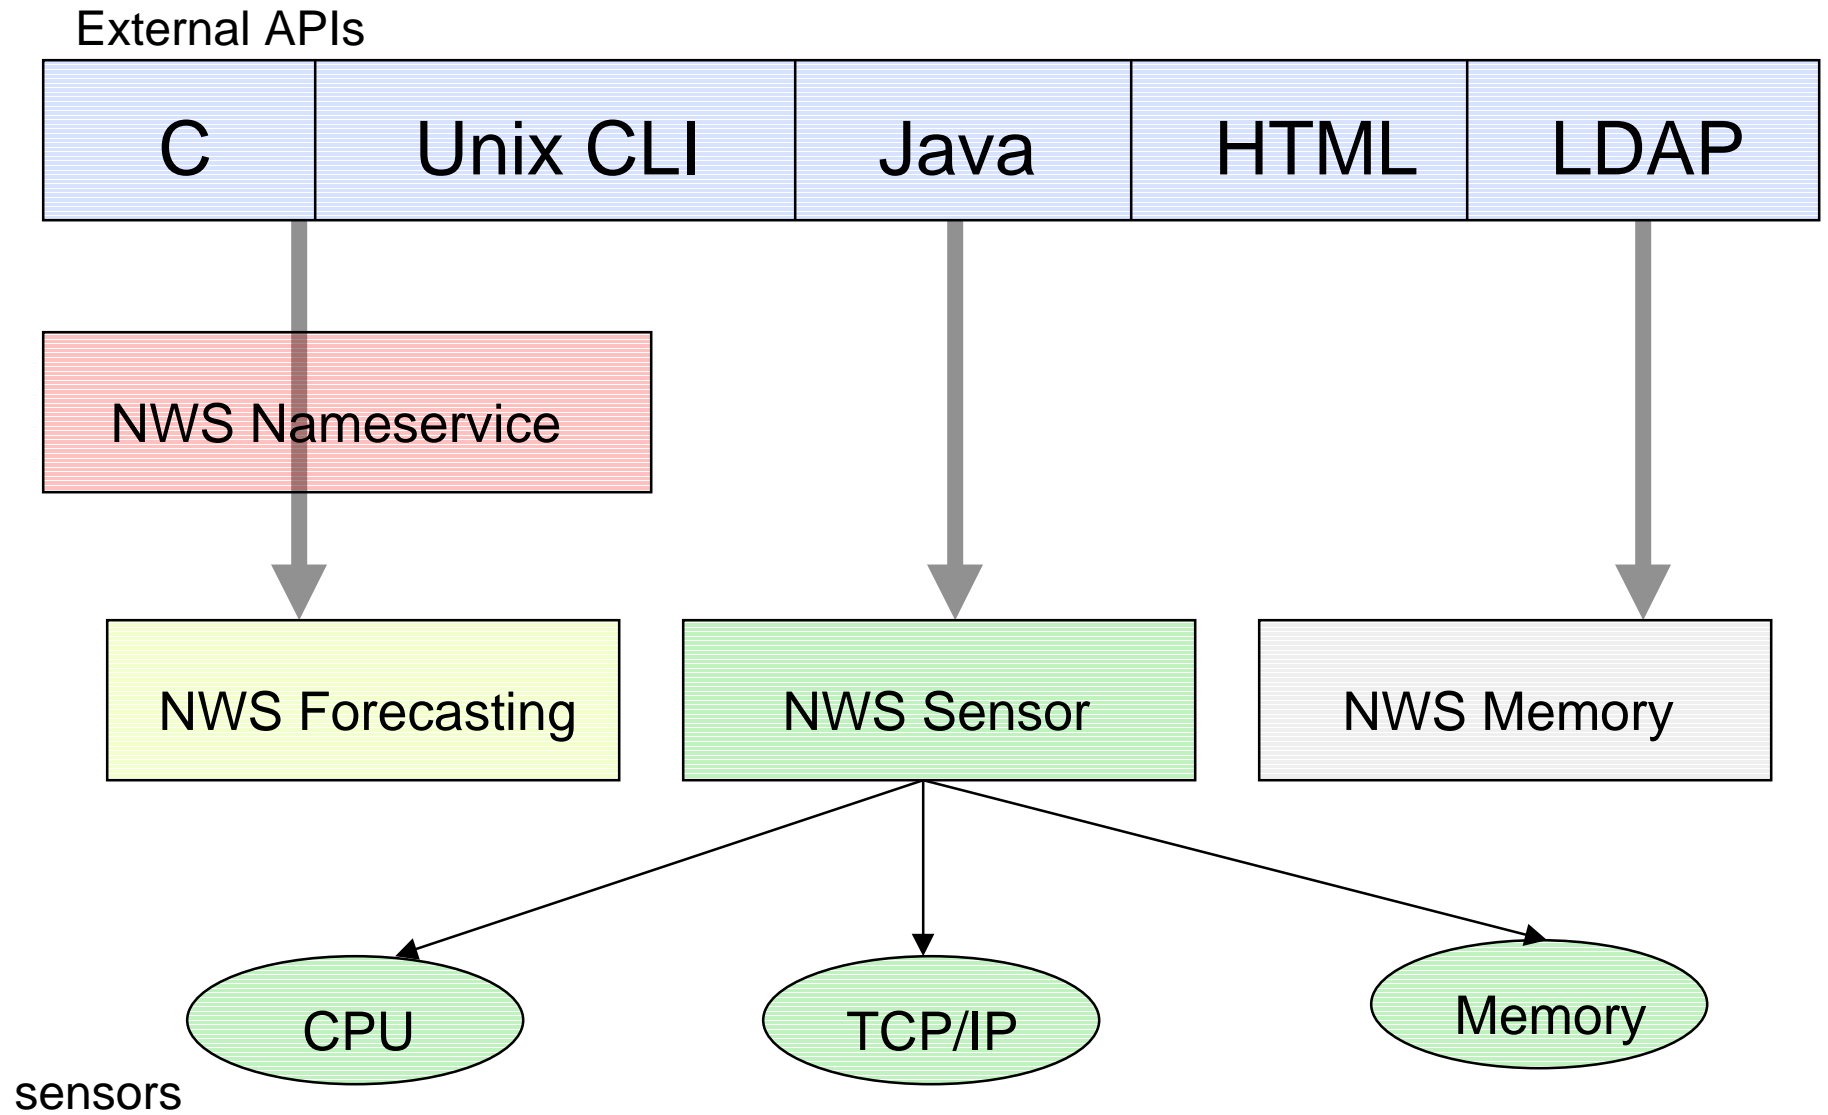 External APIs
C Unix CLI Java HTML LDAP
NWS Nameservice
NWS Forecasting NWS Sensor NWS Memory
CPU TCP/IP Memory
sensors